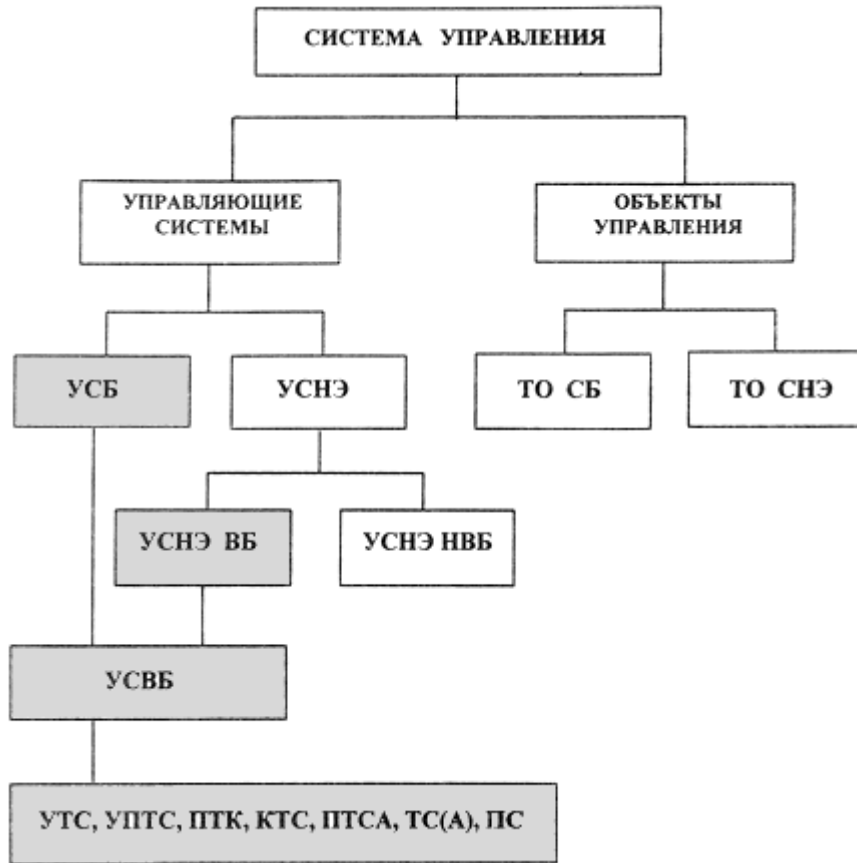 СИСТЕМА УПРАВЛЕНИЯ
УПРАВЛЯЮЩИЕ
СИСТЕМЫ
ОБЪЕКТЫ
УПРАВЛЕНИЯ
УСБ
УСНЭ
ТО СБ
ТО СНЭ
УСНЭ ВБ
УСНЭ НВБ
УСВБ
УТС, УПТС, ПТК, КТС, ПТСА, ТС(А), ПС